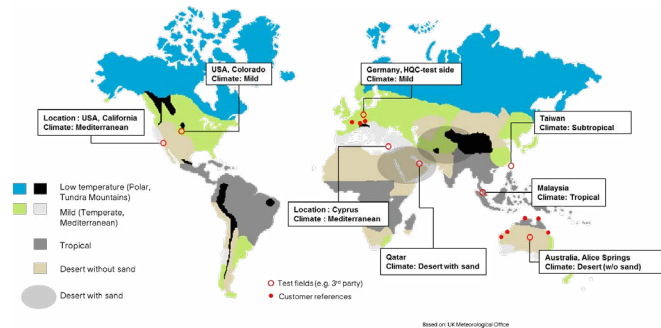 USA, Colorado
Climate: Mild
Germany, HQC-test side
Climate: Mild
Location : USA, California
Climate: Mediterranean
Taiwan
Climate: Subtropical
Low temperature (Polar,
Tundra Mountains)
Mild (Temperate,
Mediterranean)
Tropical
Desert without sand
Desert with sand
Location : Cyprus
Climate : Mediterranean
Malaysia
Climate: Tropical
Qatar
Climate: Desert with sand
Australia, Alice Springs
Climate: Desert (w/o sand)
Test fields (e.g. 3rd party)
Customer references
Based on: UK Meteorological Office